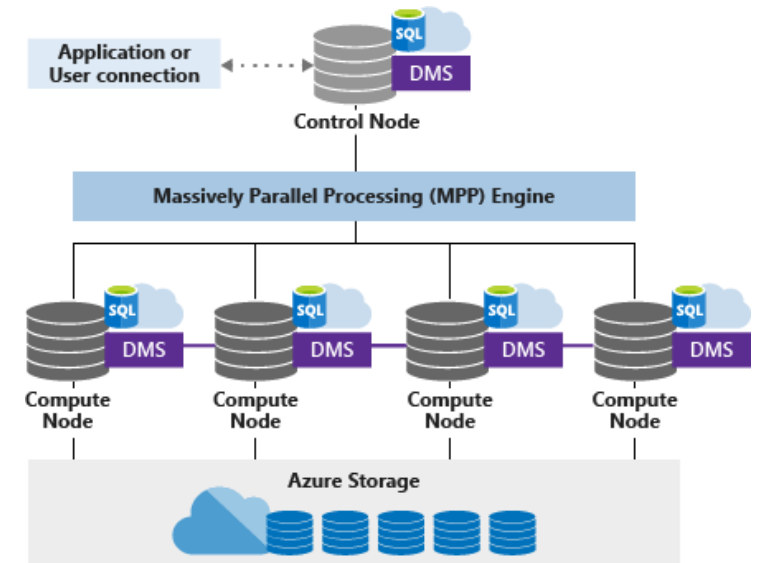 Application or
User connection
SQL
DMS
Control Node
Massively Parallel Processing (MPP) Engine
SQL
DMS
SQL
DMS
SQL
DMS
SQL
DMS
Compute
Node
Compute
Node
Compute
Node
Compute
Node
Azure Storage